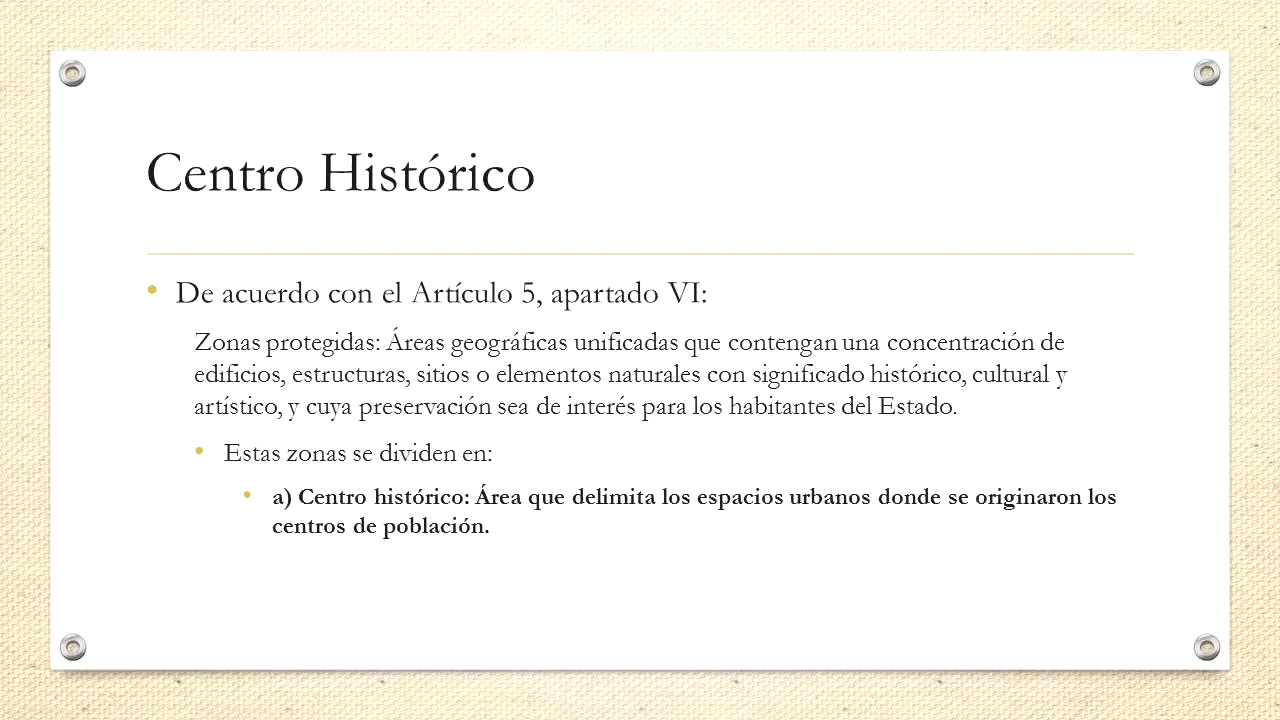 Centro Histórico
• De acuerdo con el Artículo 5, apartado VI:
Zonas protegidas: Áreas geográficas unificadas que contengan una concentración de
edificios, estructuras, sitios o elementos naturales con significado histórico, cultural y
artístico, y cuya preservación sea de interés para los habitantes del Estado.
• Estas zonas se dividen en:
• a) Centro histórico: Área que delimita los espacios urbanos donde se originaron los
centros de población.